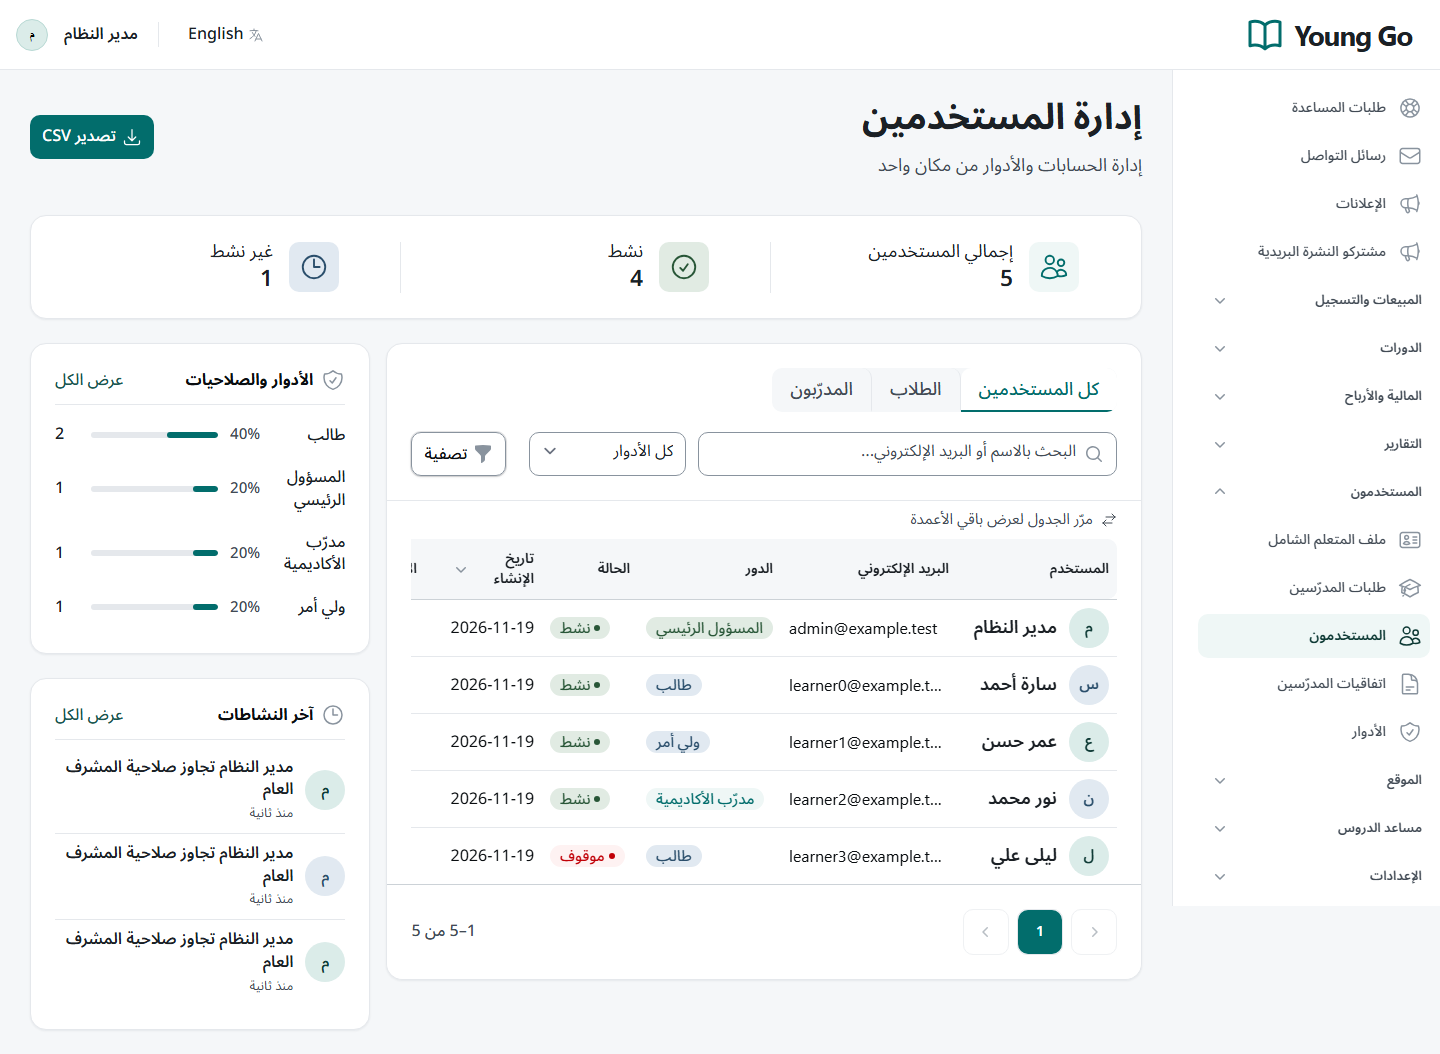 Young Go
English
مدير النظام
م
طلبات المساعدة
رسائل التواصل
الإعلانات
مشتركو النشرة البريدية
المبيعات والتسجيل
الدورات
المالية والأرباح
التقارير
المستخدمون
ملف المتعلم الشامل
طلبات المدرّسين
المستخدمون
اتفاقيات المدرّسين
الأدوار
الموقع
مساعد الدروس
الإعدادات
إدارة المستخدمين
إدارة الحسابات والأدوار من مكان واحد
تصدير CSV
إجمالي المستخدمين
5
نشط
4
غير نشط
1
كل المستخدمين
الطلاب
المدرّبون
البحث بالاسم أو البريد الإلكتروني...
كل الأدوار
تصفية
مرّر الجدول لعرض باقي الأعمدة
المستخدم البريد الإلكتروني الدور الحالة تاريخ الإنشاء
م مدير النظام admin@example.test المسؤول الرئيسي نشط 2026-11-19
س سارة أحمد learner0@example.t... طالب نشط 2026-11-19
ع عمر حسن learner1@example.t... ولي أمر نشط 2026-11-19
ن نور محمد learner2@example.t... مدرّب الأكاديمية نشط 2026-11-19
ل ليلى علي learner3@example.t... طالب موقوف 2026-11-19
1
1–5 من 5
الأدوار والصلاحيات
عرض الكل
طالب 40% 2
المسؤول الرئيسي 20% 1
مدرّب الأكاديمية 20% 1
ولي أمر 20% 1
آخر النشاطات
عرض الكل
م
مدير النظام تجاوز صلاحية المشرف
العام
منذ ثانية
م
مدير النظام تجاوز صلاحية المشرف
العام
منذ ثانية
م
مدير النظام تجاوز صلاحية المشرف
العام
منذ ثانية